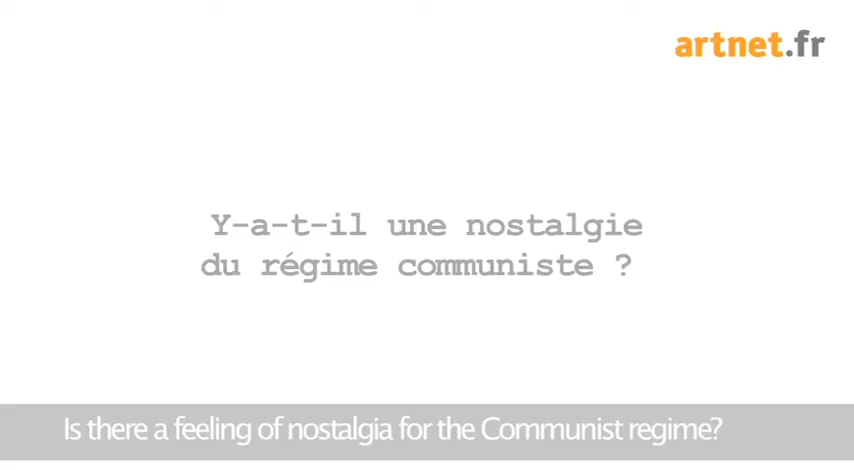 artnet.fr
Y-a-t-il une nostalgie
du régime communiste ?
Is there a feeling of nostalgia for the Communist regime?